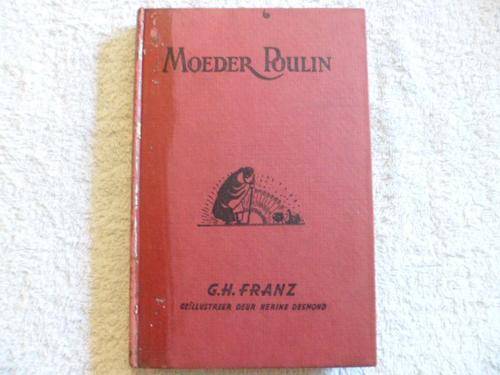 MOEDER POULIN
G.H. FRANZ
GEÏLLUSTREER DEUR NERINE DESMOND